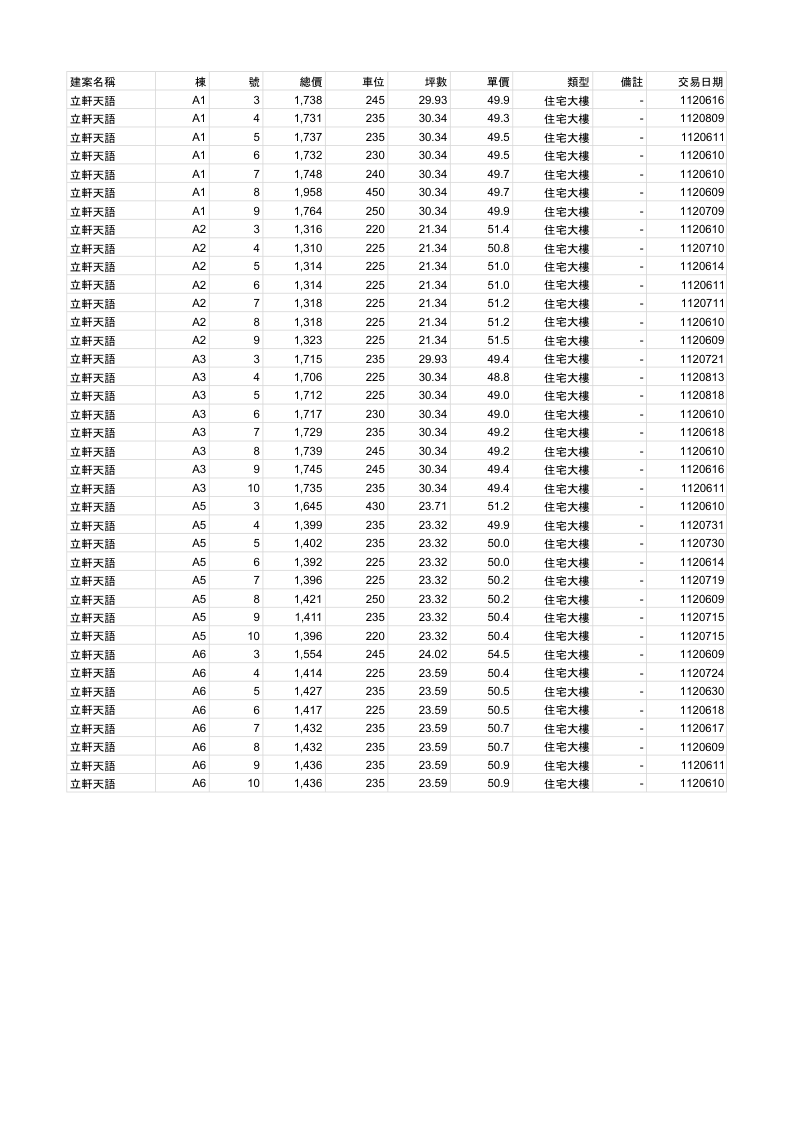 建案名稱 棟 號 總價 車位 坪數 單價 類型 備註 交易日期
立軒天語 A1 3 1,738 245 29.93 49.9 住宅大樓 - 1120616
立軒天語 A1 4 1,731 235 30.34 49.3 住宅大樓 - 1120809
立軒天語 A1 5 1,737 235 30.34 49.5 住宅大樓 - 1120611
立軒天語 A1 6 1,732 230 30.34 49.5 住宅大樓 - 1120610
立軒天語 A1 7 1,748 240 30.34 49.7 住宅大樓 - 1120610
立軒天語 A1 8 1,958 450 30.34 49.7 住宅大樓 - 1120609
立軒天語 A1 9 1,764 250 30.34 49.9 住宅大樓 - 1120709
立軒天語 A2 3 1,316 220 21.34 51.4 住宅大樓 - 1120610
立軒天語 A2 4 1,310 225 21.34 50.8 住宅大樓 - 1120710
立軒天語 A2 5 1,314 225 21.34 51.0 住宅大樓 - 1120614
立軒天語 A2 6 1,314 225 21.34 51.0 住宅大樓 - 1120611
立軒天語 A2 7 1,318 225 21.34 51.2 住宅大樓 - 1120711
立軒天語 A2 8 1,318 225 21.34 51.2 住宅大樓 - 1120610
立軒天語 A2 9 1,323 225 21.34 51.5 住宅大樓 - 1120609
立軒天語 A3 3 1,715 235 29.93 49.4 住宅大樓 - 1120721
立軒天語 A3 4 1,706 225 30.34 48.8 住宅大樓 - 1120813
立軒天語 A3 5 1,712 225 30.34 49.0 住宅大樓 - 1120818
立軒天語 A3 6 1,717 230 30.34 49.0 住宅大樓 - 1120610
立軒天語 A3 7 1,729 235 30.34 49.2 住宅大樓 - 1120618
立軒天語 A3 8 1,739 245 30.34 49.2 住宅大樓 - 1120610
立軒天語 A3 9 1,745 245 30.34 49.4 住宅大樓 - 1120616
立軒天語 A3 10 1,735 235 30.34 49.4 住宅大樓 - 1120611
立軒天語 A5 3 1,645 430 23.71 51.2 住宅大樓 - 1120610
立軒天語 A5 4 1,399 235 23.32 49.9 住宅大樓 - 1120731
立軒天語 A5 5 1,402 235 23.32 50.0 住宅大樓 - 1120730
立軒天語 A5 6 1,392 225 23.32 50.0 住宅大樓 - 1120614
立軒天語 A5 7 1,396 225 23.32 50.2 住宅大樓 - 1120719
立軒天語 A5 8 1,421 250 23.32 50.2 住宅大樓 - 1120609
立軒天語 A5 9 1,411 235 23.32 50.4 住宅大樓 - 1120715
立軒天語 A5 10 1,396 220 23.32 50.4 住宅大樓 - 1120715
立軒天語 A6 3 1,554 245 24.02 54.5 住宅大樓 - 1120609
立軒天語 A6 4 1,414 225 23.59 50.4 住宅大樓 - 1120724
立軒天語 A6 5 1,427 235 23.59 50.5 住宅大樓 - 1120630
立軒天語 A6 6 1,417 225 23.59 50.5 住宅大樓 - 1120618
立軒天語 A6 7 1,432 235 23.59 50.7 住宅大樓 - 1120617
立軒天語 A6 8 1,432 235 23.59 50.7 住宅大樓 - 1120609
立軒天語 A6 9 1,436 235 23.59 50.9 住宅大樓 - 1120611
立軒天語 A6 10 1,436 235 23.59 50.9 住宅大樓 - 1120610